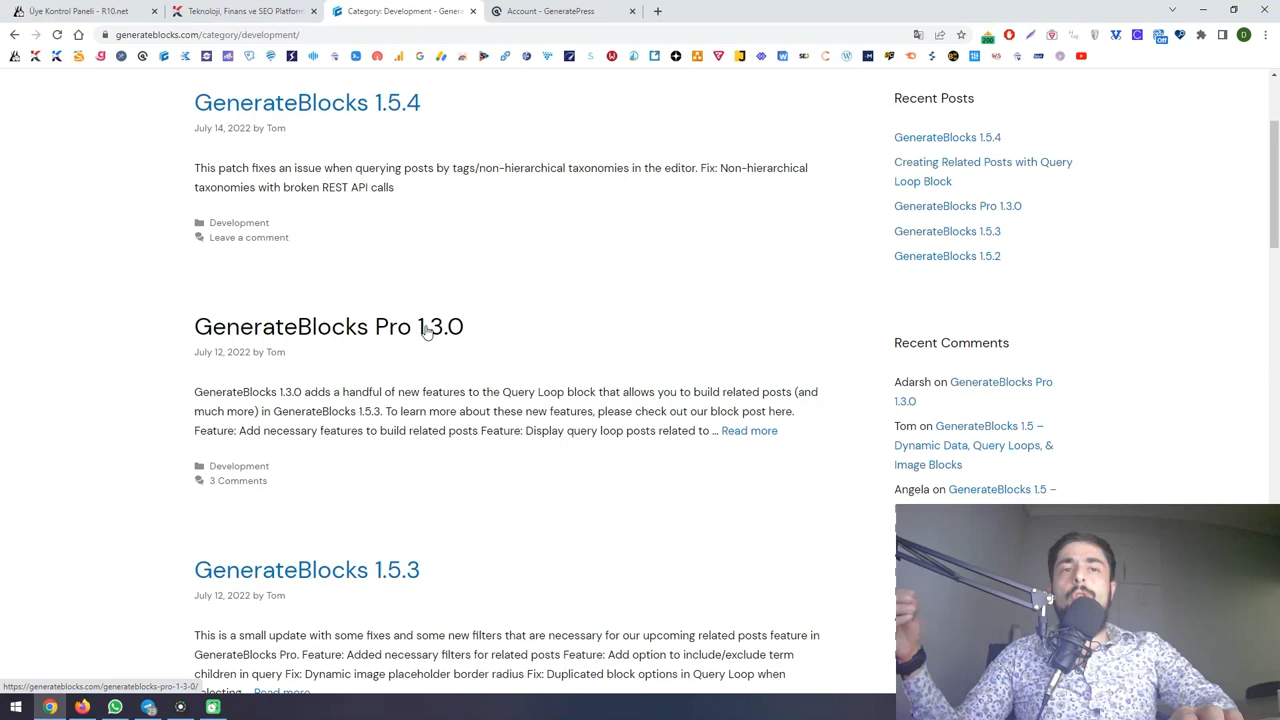 Üye Kontrol Paneli - R10.net
Teknoloji, Finans ve SEO Platform
Category: Development - Genera
Account - GeneratePress
generateblocks.com/category/development/
GenerateBlocks 1.5.4
July 14, 2022 by Tom
This patch fixes an issue when querying posts by tags/non-hierarchical taxonomies in the editor. Fix: Non-hierarchical
taxonomies with broken REST API calls
Development
Leave a comment
GenerateBlocks Pro 1.3.0
July 12, 2022 by Tom
GenerateBlocks 1.3.0 adds a handful of new features to the Query Loop block that allows you to build related posts (and
much more) in GenerateBlocks 1.5.3. To learn more about these new features, please check out our block post here.
Feature: Add necessary features to build related posts Feature: Display query loop posts related to ... Read more
Development
3 Comments
GenerateBlocks 1.5.3
July 12, 2022 by Tom
This is a small update with some fixes and some new filters that are necessary for our upcoming related posts feature in
GenerateBlocks Pro. Feature: Added necessary filters for related posts Feature: Add option to include/exclude term
children in query Fix: Dynamic image placeholder border radius Fix: Duplicated block options in Query Loop when
selecting... Read more
Recent Posts
GenerateBlocks 1.5.4
Creating Related Posts with Query
Loop Block
GenerateBlocks Pro 1.3.0
GenerateBlocks 1.5.3
GenerateBlocks 1.5.2
Recent Comments
Adarsh on GenerateBlocks Pro
1.3.0
Tom on GenerateBlocks 1.5 –
Dynamic Data, Query Loops, &
Image Blocks
Angela on GenerateBlocks 1.5 –
https://generateblocks.com/generateblocks-pro-1-3-0/